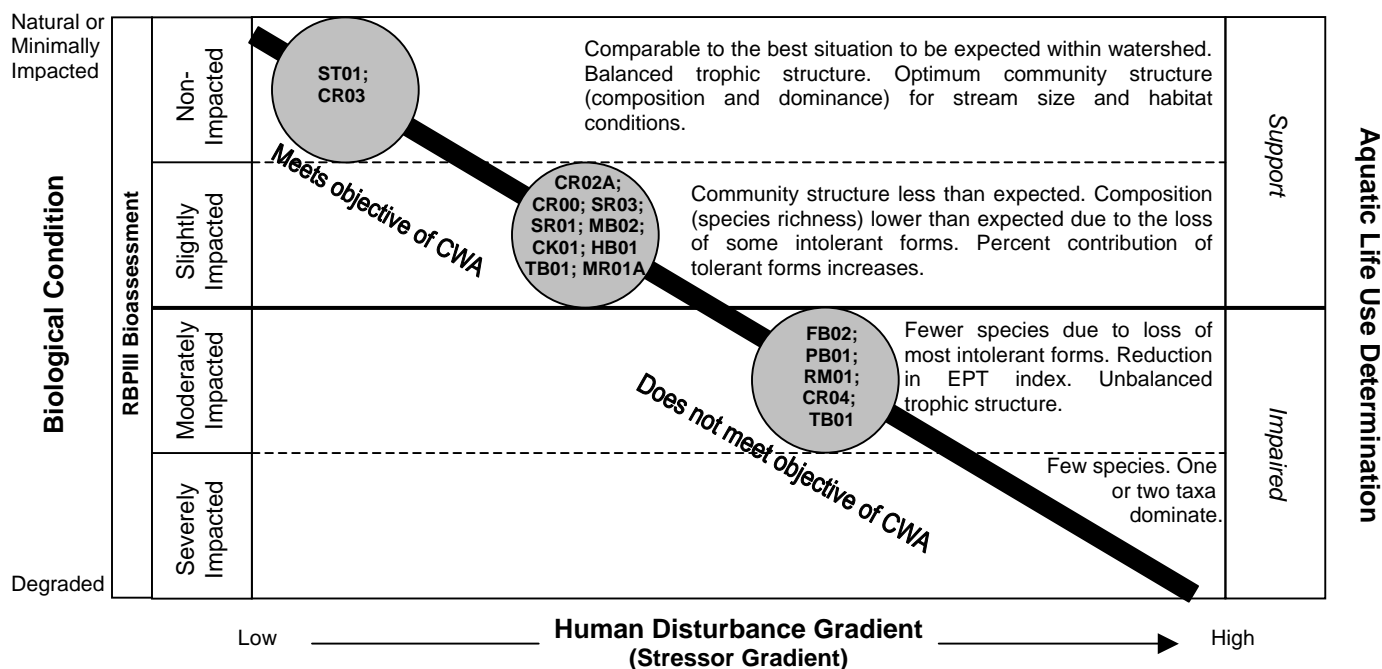 Natural or
Minimally
Impacted
Degraded
Biological Condition
RBPIII Bioassessment
Non-
Impacted
Slightly
Impacted
Moderately
Impacted
Severely
Impacted
ST01;
CR03
Comparable to the best situation to be expected within watershed.
Balanced trophic structure. Optimum community structure
(composition and dominance) for stream size and habitat
conditions.
Meets objective of CWA
CR02A;
CR00; SR03;
SR01; MB02;
CK01; HB01
TB01; MR01A
Community structure less than expected. Composition
(species richness) lower than expected due to the loss
of some intolerant forms. Percent contribution of
tolerant forms increases.
FB02;
PB01;
RM01;
CR04;
TB01
Fewer species due to loss of
most intolerant forms. Reduction
in EPT index. Unbalanced
trophic structure.
Does not meet objective of CWA
Few species. One
or two taxa
dominate.
Support
Impaired
Aquatic Life Use Determination
Low
Human Disturbance Gradient
(Stressor Gradient)
High